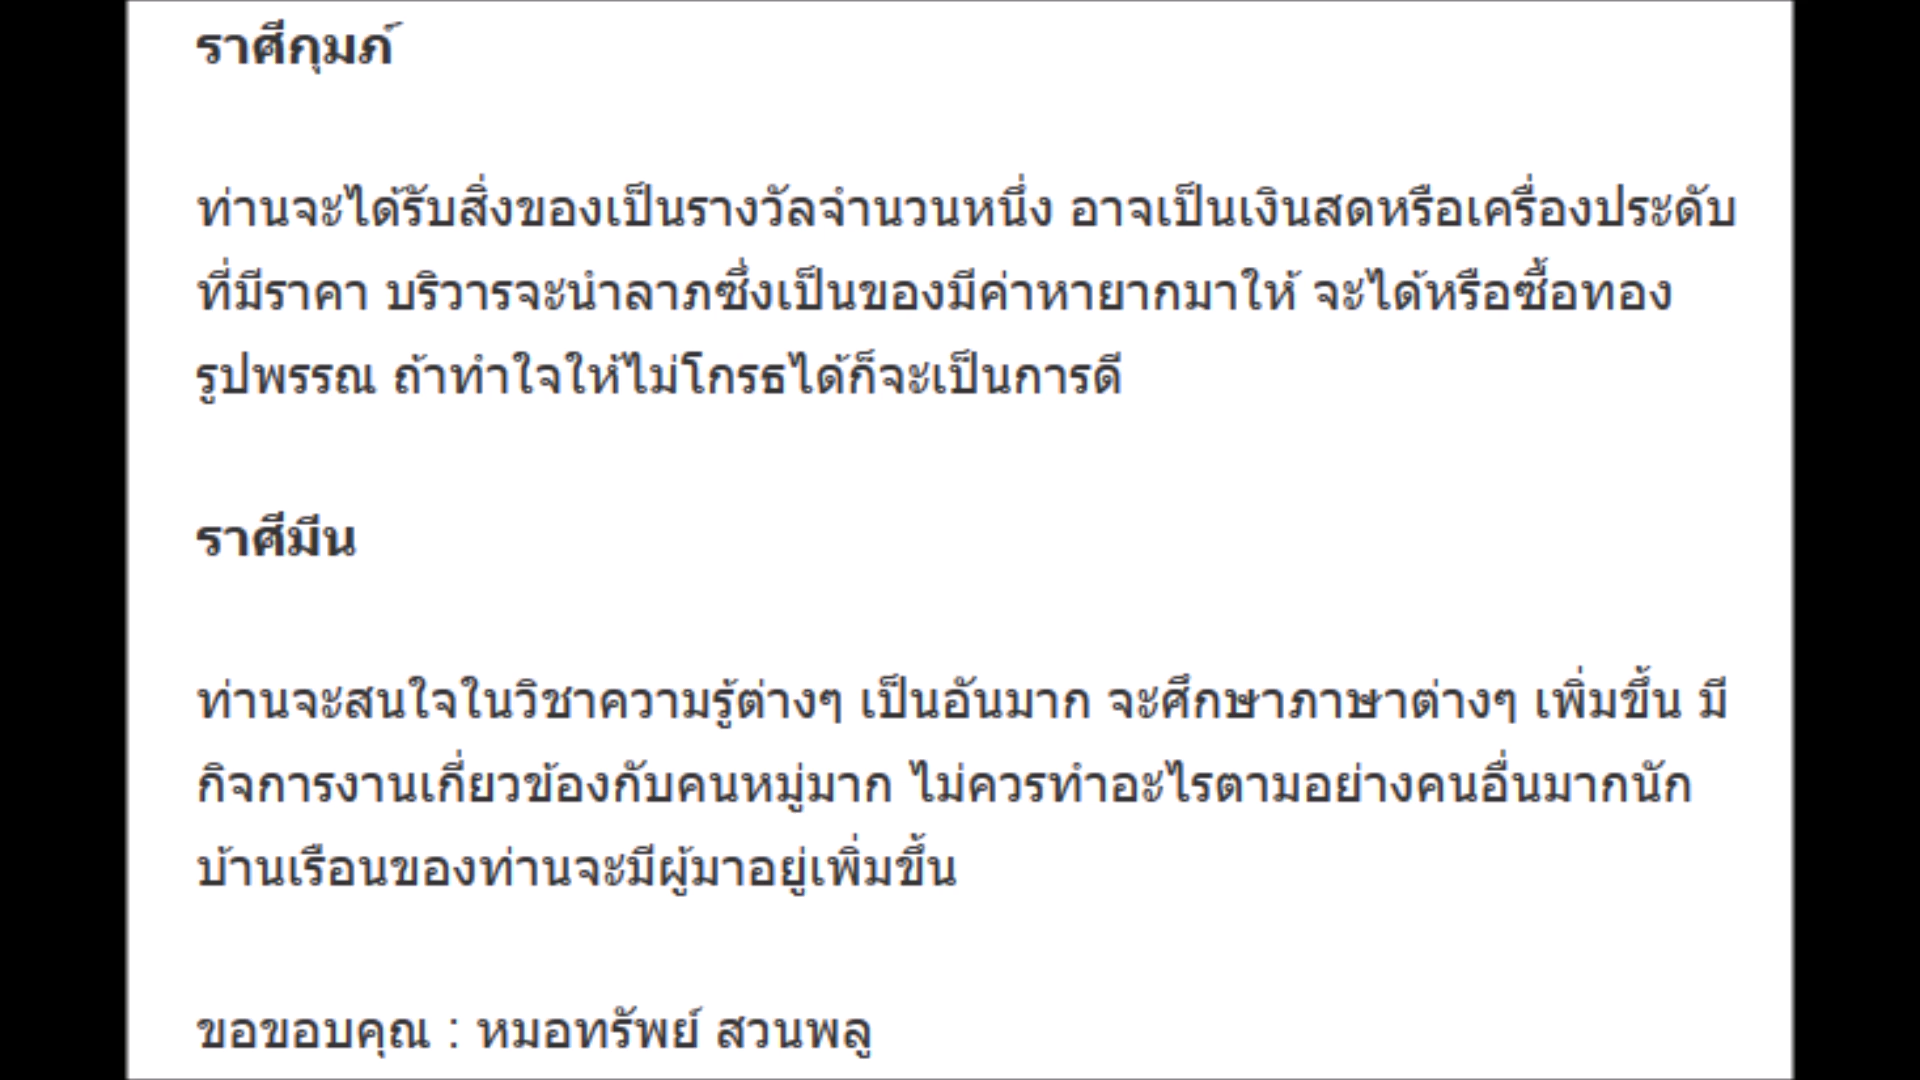 ราศีกุมภ์
ท่านจะได้รับสิ่งของเป็นรางวัลจำนวนหนึ่ง อาจเป็นเงินสดหรือเครื่องประดับ
ที่มีราคา บริวารจะนำลาภซึ่งเป็นของมีค่าหายากมาให้ จะได้หรือซื้อทอง
รูปพรรณ ถ้าทำใจให้ไม่โกรธได้ก็จะเป็นการดี
ราศีมีน
ท่านจะสนใจในวิชาความรู้ต่างๆ เป็นอันมาก จะศึกษาภาษาต่างๆ เพิ่มขึ้น มี
กิจการงานเกี่ยวข้องกับคนหมู่มาก ไม่ควรทำอะไรตามอย่างคนอื่นมากนัก
บ้านเรือนของท่านจะมีผู้มาอยู่เพิ่มขึ้น
ขอขอบคุณ : หมอทรัพย์ สวนพลู